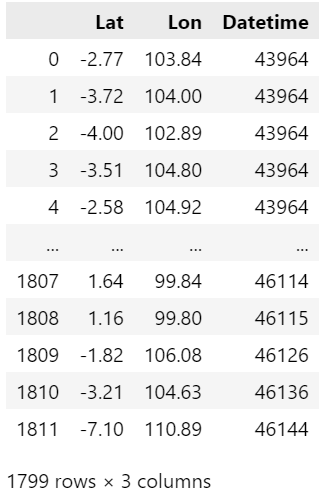 Lat Lon Datetime
0 -2.77 103.84 43964
1 -3.72 104.00 43964
2 -4.00 102.89 43964
3 -3.51 104.80 43964
4 -2.58 104.92 43964
... ... ... ...
1807 1.64 99.84 46114
1808 1.16 99.80 46115
1809 -1.82 106.08 46126
1810 -3.21 104.63 46136
1811 -7.10 110.89 46144
1799 rows × 3 columns